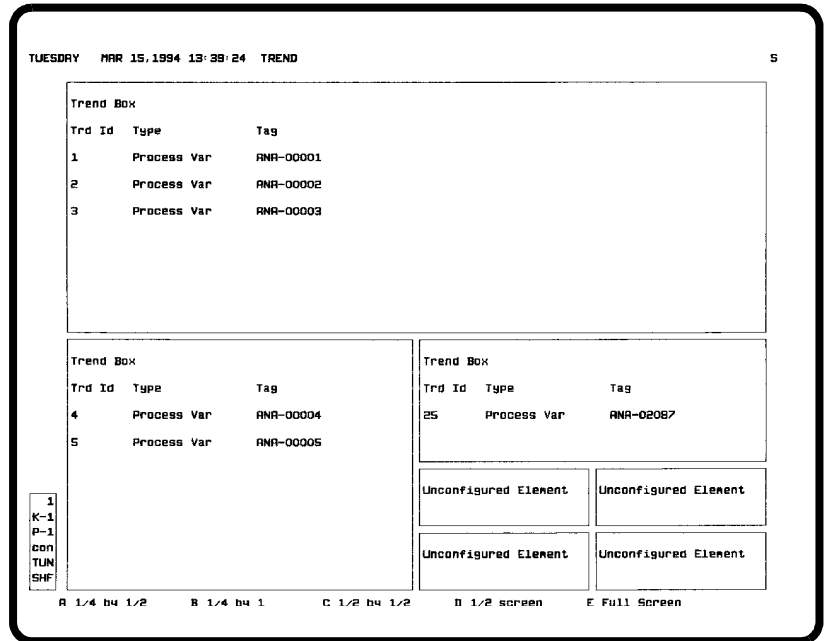 TUESDAY MAR 15,1994 13:39:24 TREND 5
Trend Box
Trd Id Type Tag
1 Process Var ANA-00001
2 Process Var ANA-00002
3 Process Var ANA-00003
Trend Box
Trd Id Type Tag
4 Process Var ANA-00004
5 Process Var ANA-00005
Trend Box
Trd Id Type Tag
25 Process Var ANA-02087
Unconfigured Element Unconfigured Element
Unconfigured Element Unconfigured Element
1
K-1
P-1
con
TUN
SHF
A 1/4 by 1/2 B 1/4 by 1 C 1/2 by 1/2 D 1/2 screen E Full Screen